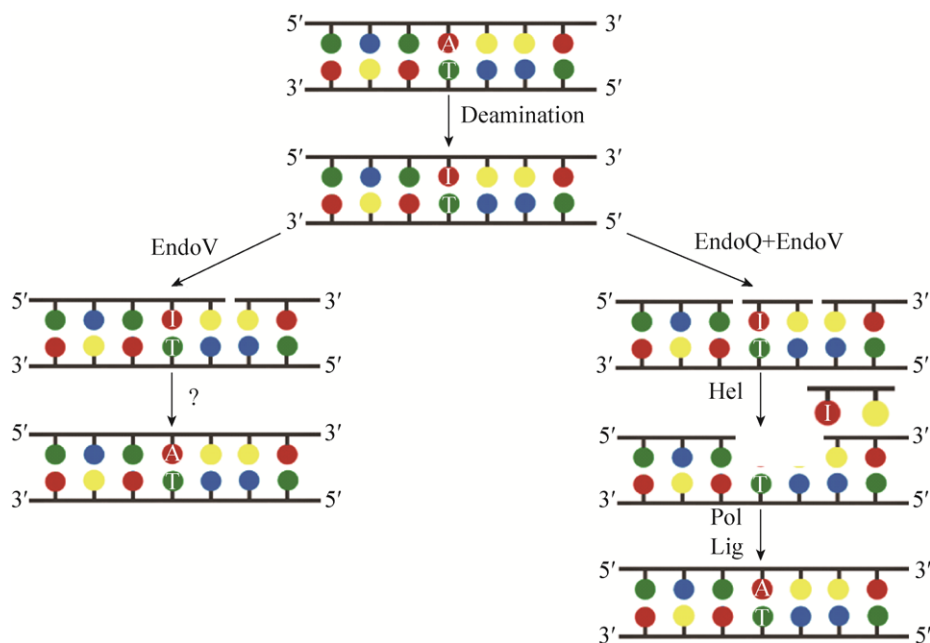 5′ 3′
A
T
3′ 5′
Deamination
5′ 3′
I
T
3′ 5′
EndoV
EndoQ+EndoV
5′ 3′
I
T
3′ 5′
?
5′ 3′
A
T
3′ 5′
5′ 3′
I
T
3′ 5′
Hel
I
5′ 3′
T
3′ 5′
Pol
Lig
5′ 3′
A
T
3′ 5′